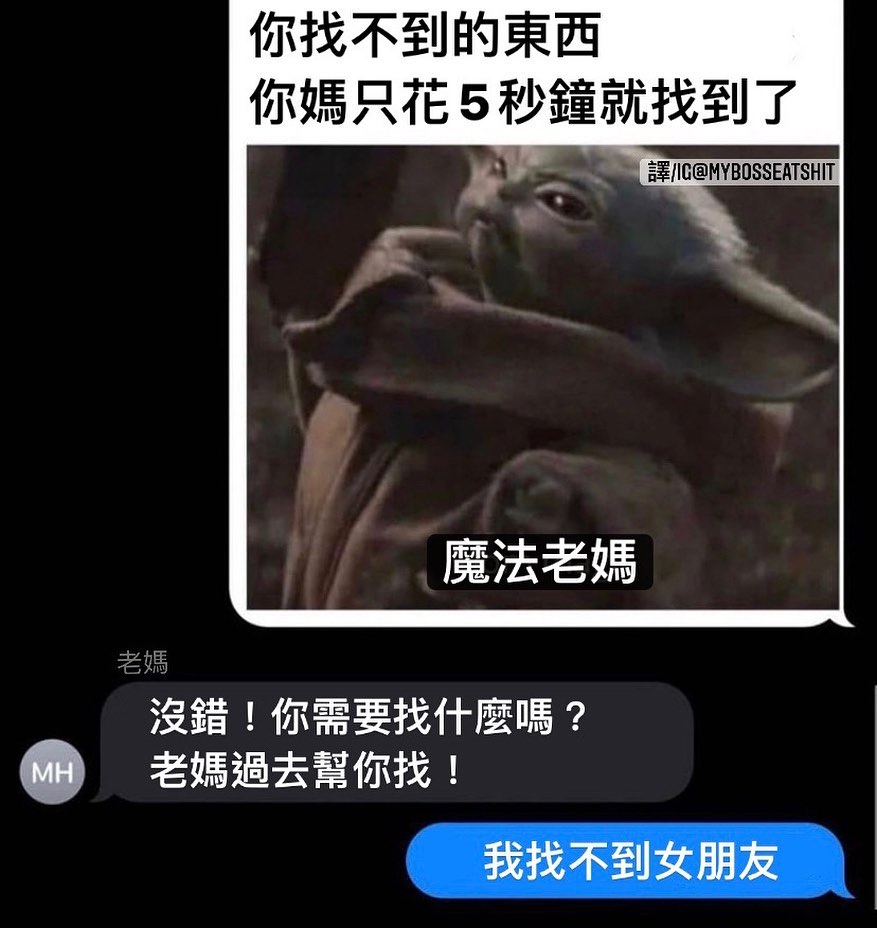 你找不到的東西
你媽只花5秒鐘就找到了
譯/IG@MYBOSSEATSHIT
魔法老媽
老媽
沒錯！你需要找什麼嗎？
MH
老媽過去幫你找！
我找不到女朋友